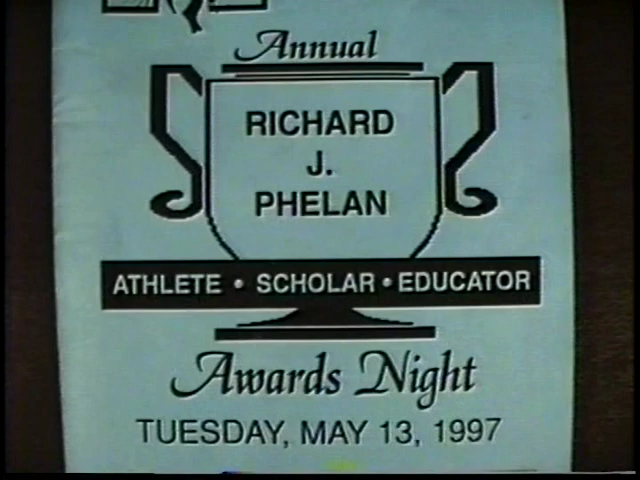 Annual
RICHARD
J.
PHELAN
ATHLETE • SCHOLAR • EDUCATOR
Awards Night
TUESDAY, MAY 13, 1997